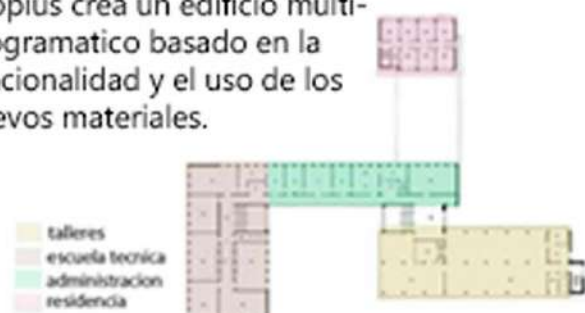 opius crea un edificio multi-
ogramatico basado en la
cionalidad y el uso de los
evos materiales.
talleres
escuela tecnica
administracion
residencia